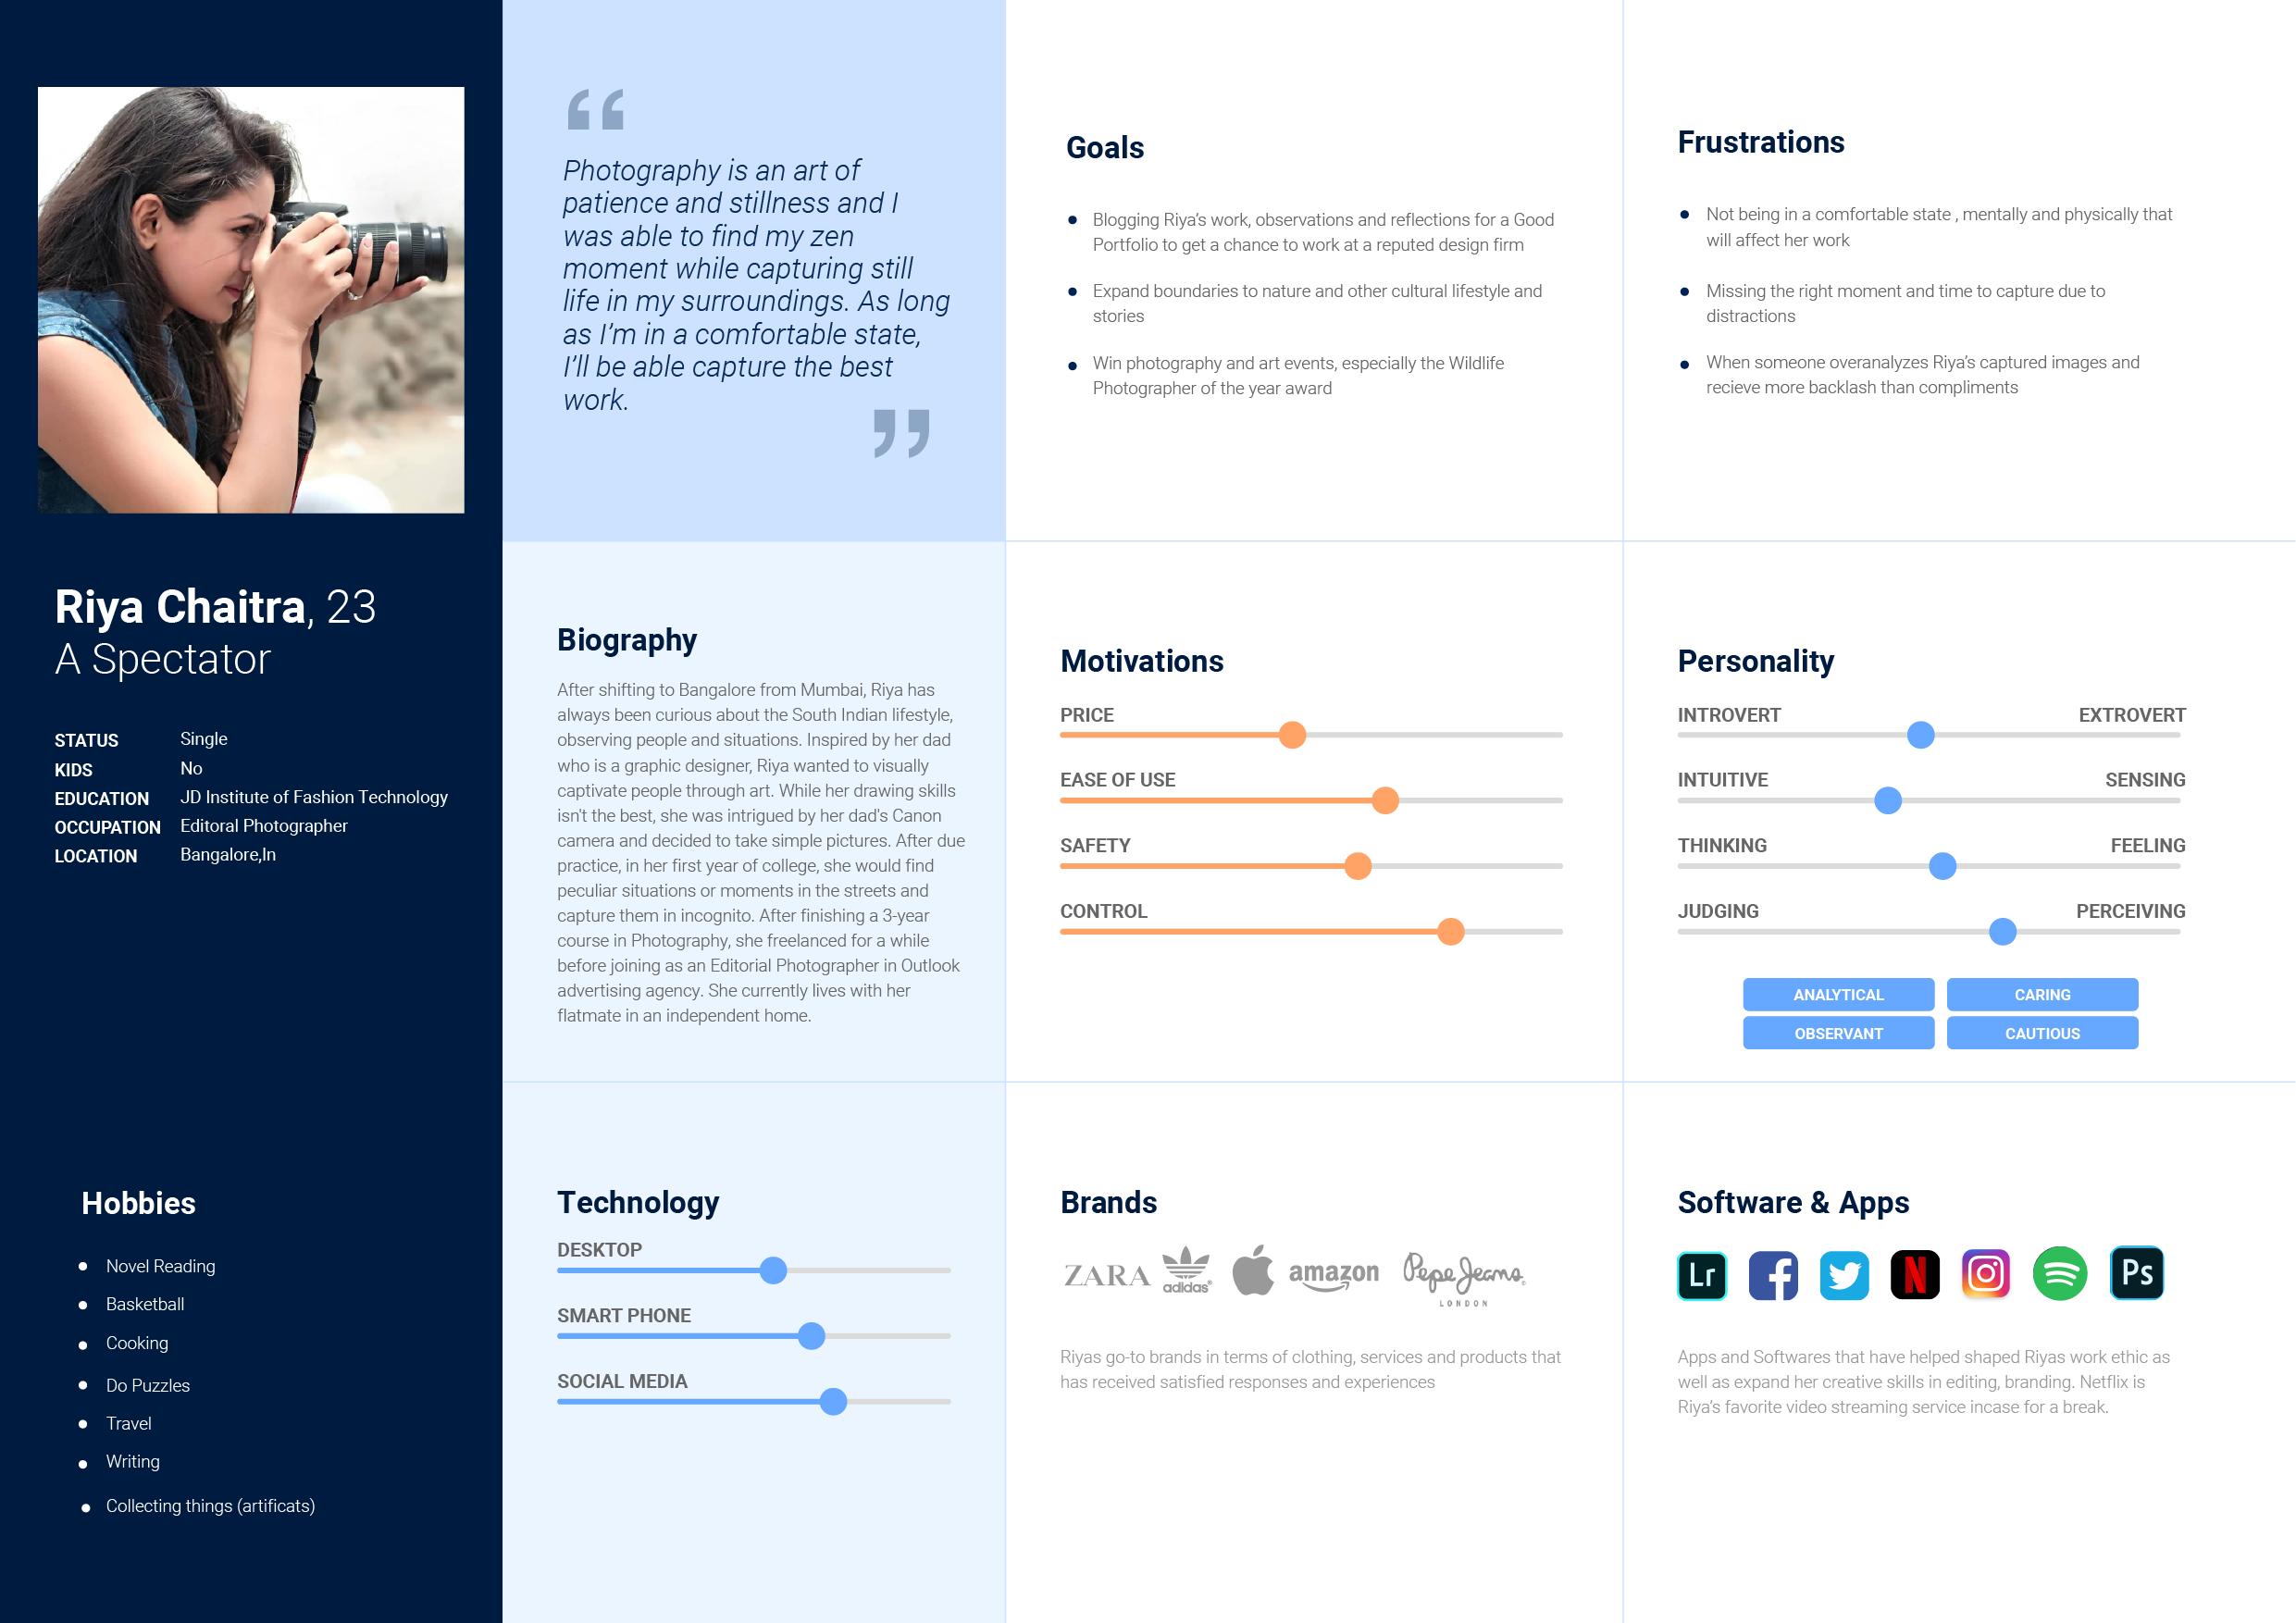 Riya Chaitra, 23
A Spectator
STATUS Single
KIDS No
EDUCATION JD Institute of Fashion Technology
OCCUPATION Editoral Photographer
LOCATION Bangalore,In
Hobbies
Novel Reading
Basketball
Cooking
Do Puzzles
Travel
Writing
Collecting things (artificats)
“
Photography is an art of
patience and stillness and I
was able to find my zen
moment while capturing still
life in my surroundings. As long
as I’m in a comfortable state,
I’ll be able capture the best
work.
”
Biography
After shifting to Bangalore from Mumbai, Riya has
always been curious about the South Indian lifestyle,
observing people and situations. Inspired by her dad
who is a graphic designer, Riya wanted to visually
captivate people through art. While her drawing skills
isn't the best, she was intrigued by her dad's Canon
camera and decided to take simple pictures. After due
practice, in her first year of college, she would find
peculiar situations or moments in the streets and
capture them in incognito. After finishing a 3-year
course in Photography, she freelanced for a while
before joining as an Editorial Photographer in Outlook
advertising agency. She currently lives with her
flatmate in an independent home.
Technology
DESKTOP
SMART PHONE
SOCIAL MEDIA
Goals
Blogging Riya’s work, observations and reflections for a Good
Portfolio to get a chance to work at a reputed design firm
Expand boundaries to nature and other cultural lifestyle and
stories
Win photography and art events, especially the Wildlife
Photographer of the year award
Frustrations
Not being in a comfortable state , mentally and physically that
will affect her work
Missing the right moment and time to capture due to
distractions
When someone overanalyzes Riya’s captured images and
recieve more backlash than compliments
Motivations
PRICE
EASE OF USE
SAFETY
CONTROL
Personality
INTROVERT EXTROVERT
INTUITIVE SENSING
THINKING FEELING
JUDGING PERCEIVING
ANALYTICAL CARING
OBSERVANT CAUTIOUS
Brands
ZARA adidas® amazon Pepe Jeans
LONDON
Riyas go-to brands in terms of clothing, services and products that
has received satisfied responses and experiences
Software & Apps
Lr f N Ps
Apps and Softwares that have helped shaped Riyas work ethic as
well as expand her creative skills in editing, branding. Netflix is
Riya’s favorite video streaming service incase for a break.